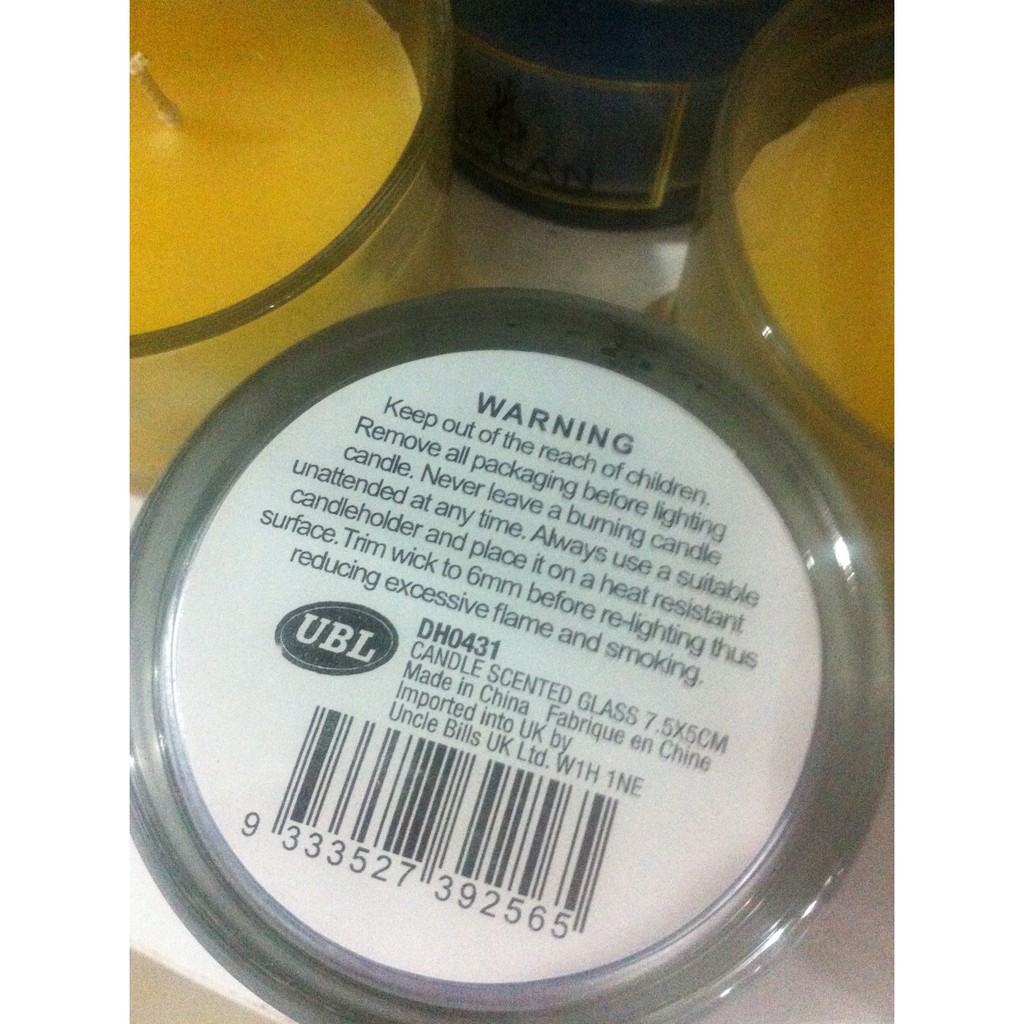 WARNING
Keep out of the reach of children.
Remove all packaging before lighting
candle. Never leave a burning candle
unattended at any time. Always use a suitable
candleholder and place it on a heat resistant
surface. Trim wick to 6mm before re-lighting thus
reducing excessive flame and smoking.
UBL
DH0431
CANDLE SCENTED GLASS 7.5X5CM
Made in China Fabrique en Chine
Imported into UK by
Uncle Bills UK Ltd. W1H 1NE
9 333527 392565